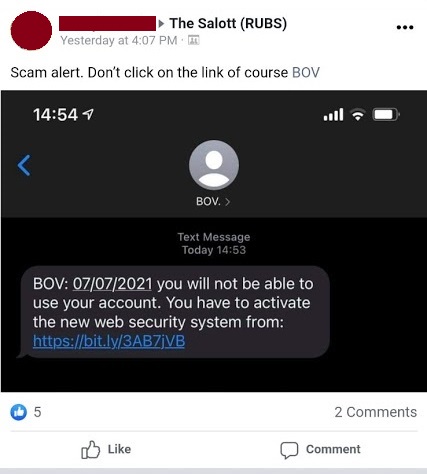 The Salott (RUBS)
Yesterday at 4:07 PM ·
Scam alert. Don't click on the link of course BOV
14:54
BOV. >
Text Message
Today 14:53
BOV: 07/07/2021 you will not be able to
use your account. You have to activate
the new web security system from:
https://bit.ly/3AB7jVB
5
2 Comments
Like
Comment